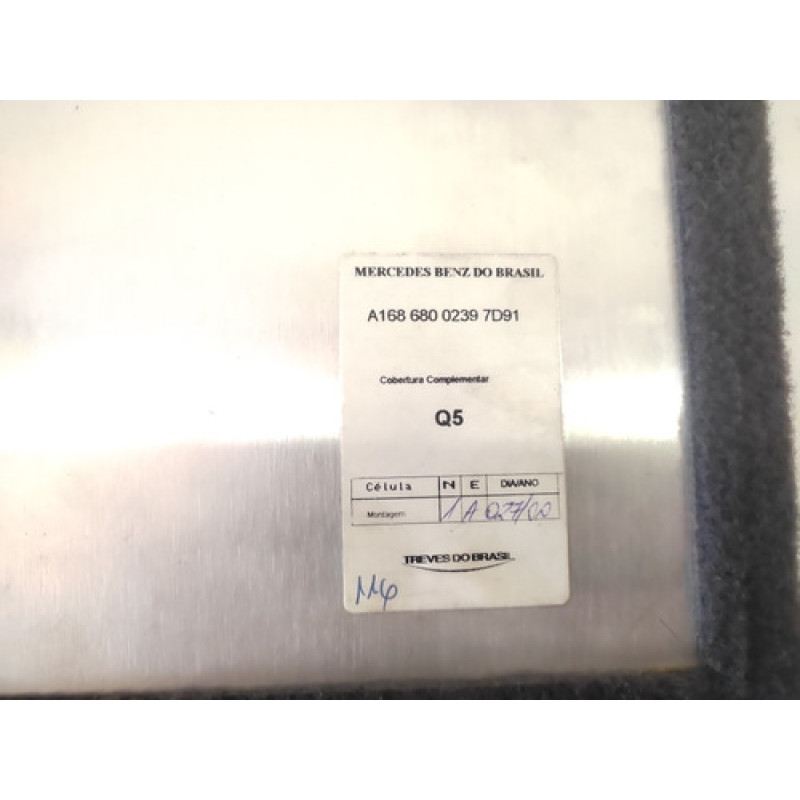 MERCEDES BENZ DO BRASIL
A168 680 0239 7D91
Cobertura Complementar
Q5
Célula N E DIA/ANO
Montagem 1 A 027/00
TREVES DO BRASIL
116